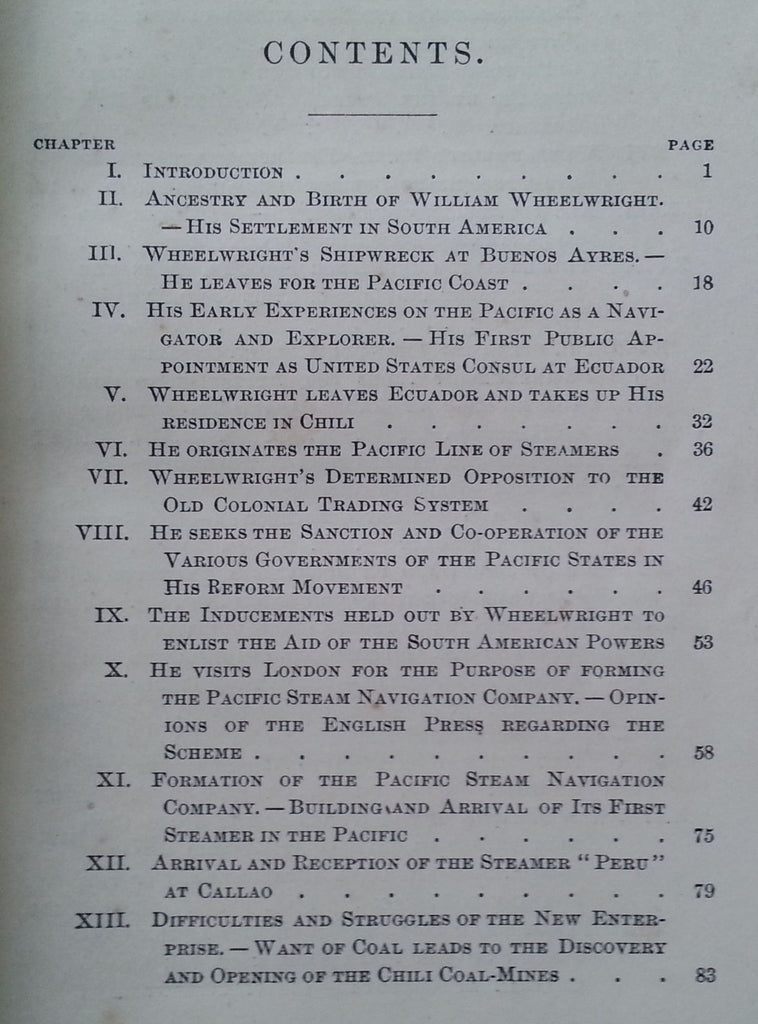 CONTENTS.
CHAPTER PAGE
I. INTRODUCTION . . . . . . . . . 1
II. ANCESTRY AND BIRTH OF WILLIAM WHEELWRIGHT.
— HIS SETTLEMENT IN SOUTH AMERICA . . . 10
III. WHEELWRIGHT'S SHIPWRECK AT BUENOS AYRES. —
HE LEAVES FOR THE PACIFIC COAST . . . . 18
IV. HIS EARLY EXPERIENCES ON THE PACIFIC AS A NAVI-
GATOR AND EXPLORER. — HIS FIRST PUBLIC AP-
POINTMENT AS UNITED STATES CONSUL AT ECUADOR 22
V. WHEELWRIGHT LEAVES ECUADOR AND TAKES UP HIS
RESIDENCE IN CHILI . . . . . . . 32
VI. HE ORIGINATES THE PACIFIC LINE OF STEAMERS . 36
VII. WHEELWRIGHT'S DETERMINED OPPOSITION TO THE
OLD COLONIAL TRADING SYSTEM . . . . 42
VIII. HE SEEKS THE SANCTION AND CO-OPERATION OF THE
VARIOUS GOVERNMENTS OF THE PACIFIC STATES IN
HIS REFORM MOVEMENT . . . . . . 46
IX. THE INDUCEMENTS HELD OUT BY WHEELWRIGHT TO
ENLIST THE AID OF THE SOUTH AMERICAN POWERS 53
X. HE VISITS LONDON FOR THE PURPOSE OF FORMING
THE PACIFIC STEAM NAVIGATION COMPANY. — OPIN-
IONS OF THE ENGLISH PRESS REGARDING THE
SCHEME . . . . . . . . . . 58
XI. FORMATION OF THE PACIFIC STEAM NAVIGATION
COMPANY. — BUILDING AND ARRIVAL OF ITS FIRST
STEAMER IN THE PACIFIC . . . . . . 75
XII. ARRIVAL AND RECEPTION OF THE STEAMER "PERU"
AT CALLAO . . . . . . . . . 79
XIII. DIFFICULTIES AND STRUGGLES OF THE NEW ENTER-
PRISE. — WANT OF COAL LEADS TO THE DISCOVERY
AND OPENING OF THE CHILI COAL-MINES . . . 83